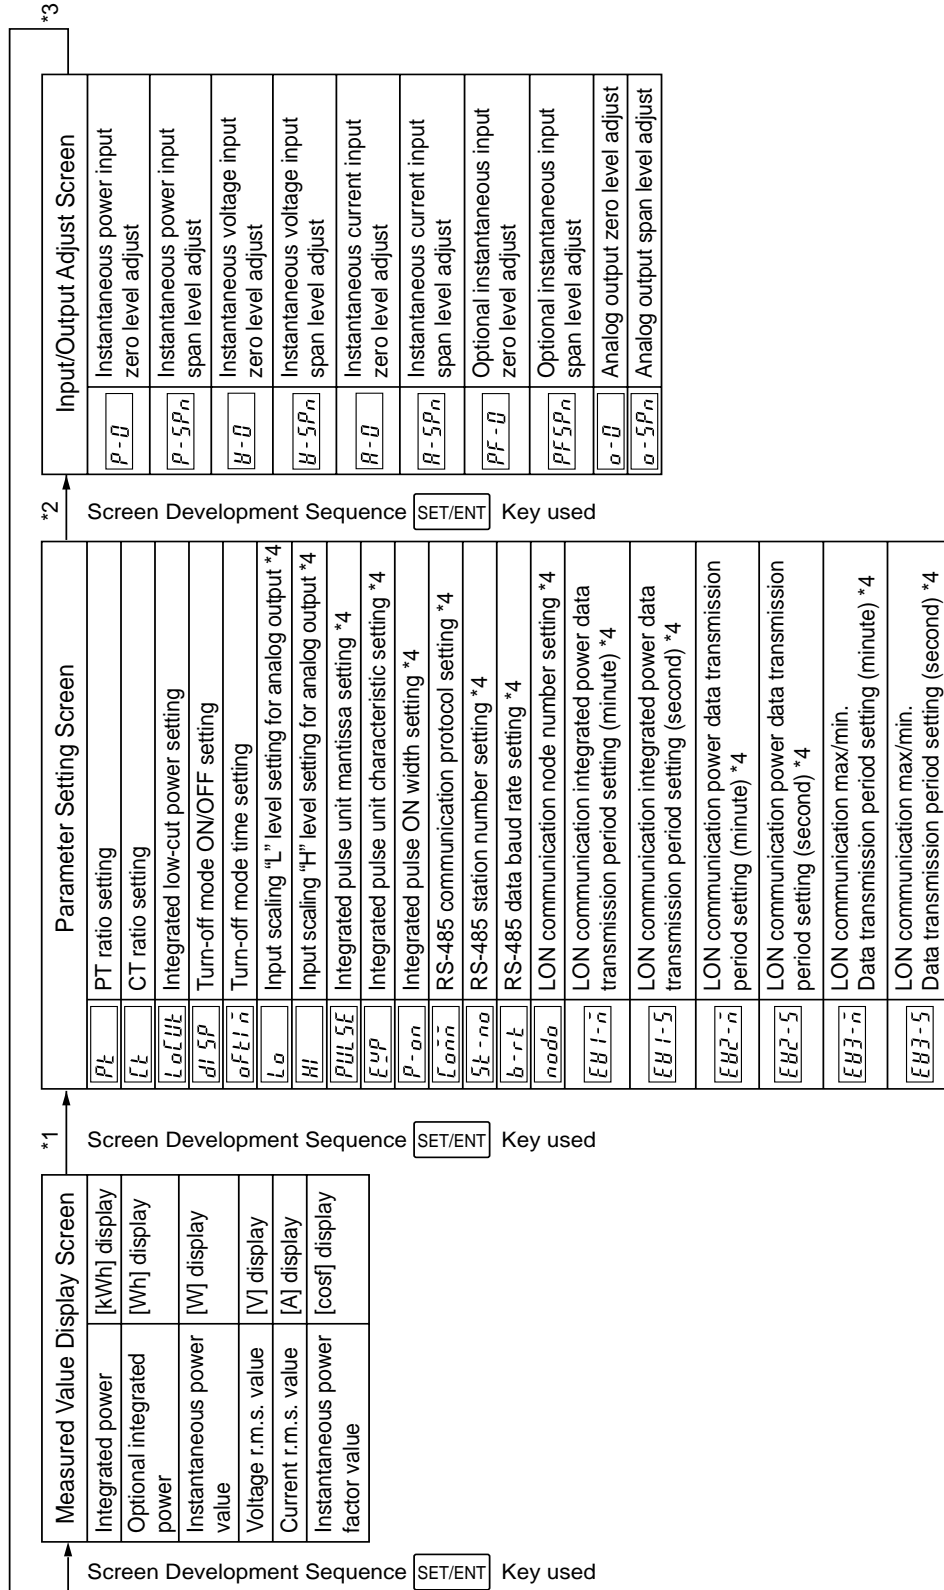 *1
*2
*3
Measured Value Display Screen
Integrated power [kWh] display
Optional integrated
power
[Wh] display
Instantaneous power
value
[W] display
Voltage r.m.s. value [V] display
Current r.m.s. value [A] display
Instantaneous power
factor value
[cosf] display
Screen Development Sequence SET/ENT Key used
Parameter Setting Screen
Pt PT ratio setting
Ct CT ratio setting
LoCUt Integrated low-cut power setting
dISP Turn-off mode ON/OFF setting
oFtIm Turn-off mode time setting
Lo Input scaling “L” level setting for analog output *4
HI Input scaling “H” level setting for analog output *4
PULSE Integrated pulse unit mantissa setting *4
E_yP Integrated pulse unit characteristic setting *4
P-on Integrated pulse ON width setting *4
Comm RS-485 communication protocol setting *4
St-no RS-485 station number setting *4
b-rt RS-485 data baud rate setting *4
nodo LON communication node number setting *4
EV1-m LON communication integrated power data
transmission period setting (minute) *4
EV1-S LON communication integrated power data
transmission period setting (second) *4
EV2-m LON communication power data transmission
period setting (minute) *4
EV2-S LON communication power data transmission
period setting (second) *4
EV3-m LON communication max/min.
Data transmission period setting (minute) *4
EV3-S LON communication max/min.
Data transmission period setting (second) *4
Screen Development Sequence SET/ENT Key used
Input/Output Adjust Screen
P-0 Instantaneous power input
zero level adjust
P-SPn Instantaneous power input
span level adjust
V-0 Instantaneous voltage input
zero level adjust
V-SPn Instantaneous voltage input
span level adjust
A-0 Instantaneous current input
zero level adjust
A-SPn Instantaneous current input
span level adjust
PF-0 Optional instantaneous input
zero level adjust
PFSPn Optional instantaneous input
span level adjust
o-0 Analog output zero level adjust
o-SPn Analog output span level adjust
Screen Development Sequence SET/ENT Key used